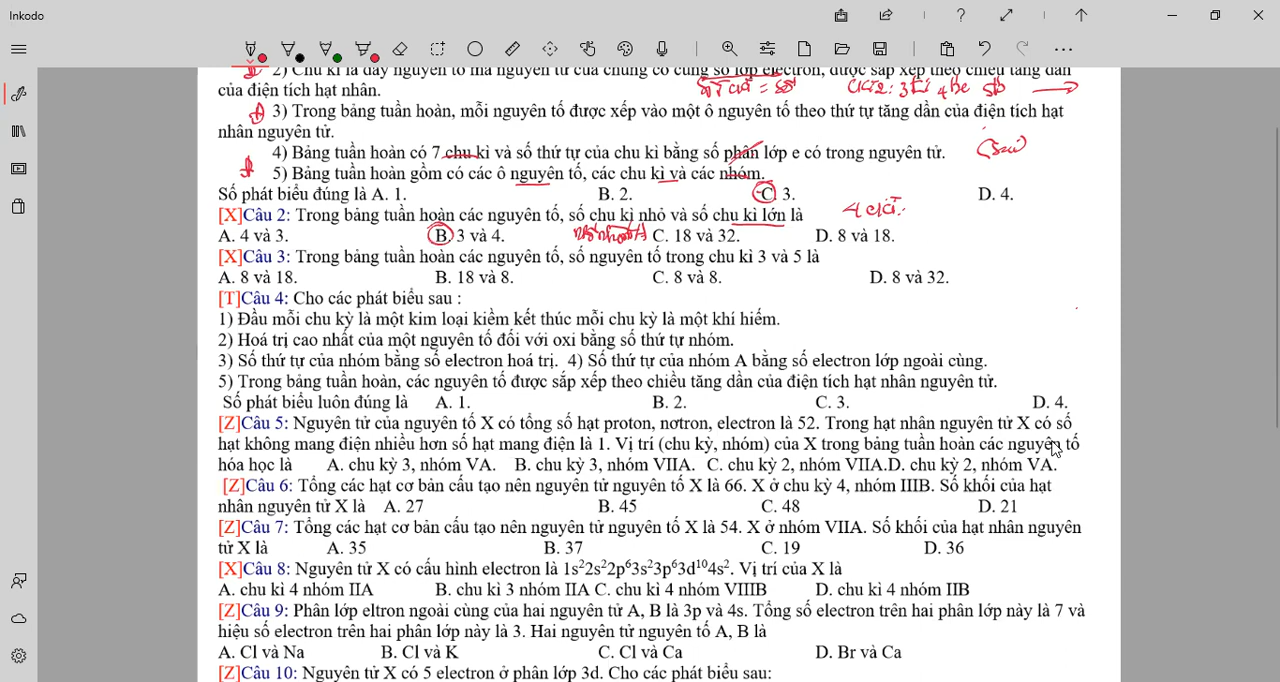 Inkodo
2) Chu kì là dãy nguyên tố mà nguyên tử của chúng có cùng số lớp electron, được sắp xếp theo chiều tăng dần
của điện tích hạt nhân.
3) Trong bảng tuần hoàn, mỗi nguyên tố được xếp vào một ô nguyên tố theo thứ tự tăng dần của điện tích hạt
nhân nguyên tử.
4) Bảng tuần hoàn có 7 chu kì và số thứ tự của chu kì bằng số phân lớp e có trong nguyên tử. (Sai)
5) Bảng tuần hoàn gồm có các ô nguyên tố, các chu kì và các nhóm.
Số phát biểu đúng là A. 1. B. 2. C. 3. D. 4.
[X]Câu 2: Trong bảng tuần hoàn các nguyên tố, số chu kì nhỏ và số chu kì lớn là
A. 4 và 3. B. 3 và 4. C. 18 và 32. D. 8 và 18.
[X]Câu 3: Trong bảng tuần hoàn các nguyên tố, số nguyên tố trong chu kì 3 và 5 là
A. 8 và 18. B. 18 và 8. C. 8 và 8. D. 8 và 32.
[T]Câu 4: Cho các phát biểu sau :
1) Đầu mỗi chu kỳ là một kim loại kiềm kết thúc mỗi chu kỳ là một khí hiếm.
2) Hoá trị cao nhất của một nguyên tố đối với oxi bằng số thứ tự nhóm.
3) Số thứ tự của nhóm bằng số electron hoá trị. 4) Số thứ tự của nhóm A bằng số electron lớp ngoài cùng.
5) Trong bảng tuần hoàn, các nguyên tố được sắp xếp theo chiều tăng dần của điện tích hạt nhân nguyên tử.
Số phát biểu luôn đúng là A. 1. B. 2. C. 3. D. 4.
[Z]Câu 5: Nguyên tử của nguyên tố X có tổng số hạt proton, nơtron, electron là 52. Trong hạt nhân nguyên tử X có số
hạt không mang điện nhiều hơn số hạt mang điện là 1. Vị trí (chu kỳ, nhóm) của X trong bảng tuần hoàn các nguyên tố
hóa học là A. chu kỳ 3, nhóm VA. B. chu kỳ 3, nhóm VIIA. C. chu kỳ 2, nhóm VIIA.D. chu kỳ 2, nhóm VA.
[Z]Câu 6: Tổng các hạt cơ bản cấu tạo nên nguyên tử nguyên tố X là 66. X ở chu kỳ 4, nhóm IIIB. Số khối của hạt
nhân nguyên tử X là A. 27 B. 45 C. 48 D. 21
[Z]Câu 7: Tổng các hạt cơ bản cấu tạo nên nguyên tử nguyên tố X là 54. X ở nhóm VIIA. Số khối của hạt nhân nguyên
tử X là A. 35 B. 37 C. 19 D. 36
[X]Câu 8: Nguyên tử X có cấu hình electron là 1s²2s²2p⁶3s²3p⁶3d¹⁰4s². Vị trí của X là
A. chu kì 4 nhóm IIA B. chu kì 3 nhóm IIA C. chu kì 4 nhóm VIIIB D. chu kì 4 nhóm IIB
[Z]Câu 9: Phân lớp eltron ngoài cùng của hai nguyên tử A, B là 3p và 4s. Tổng số electron trên hai phân lớp này là 7 và
hiệu số electron trên hai phân lớp này là 3. Hai nguyên tử nguyên tố A, B là
A. Cl và Na B. Cl và K C. Cl và Ca D. Br và Ca
[Z]Câu 10: Nguyên tử X có 5 electron ở phân lớp 3d. Cho các phát biểu sau: